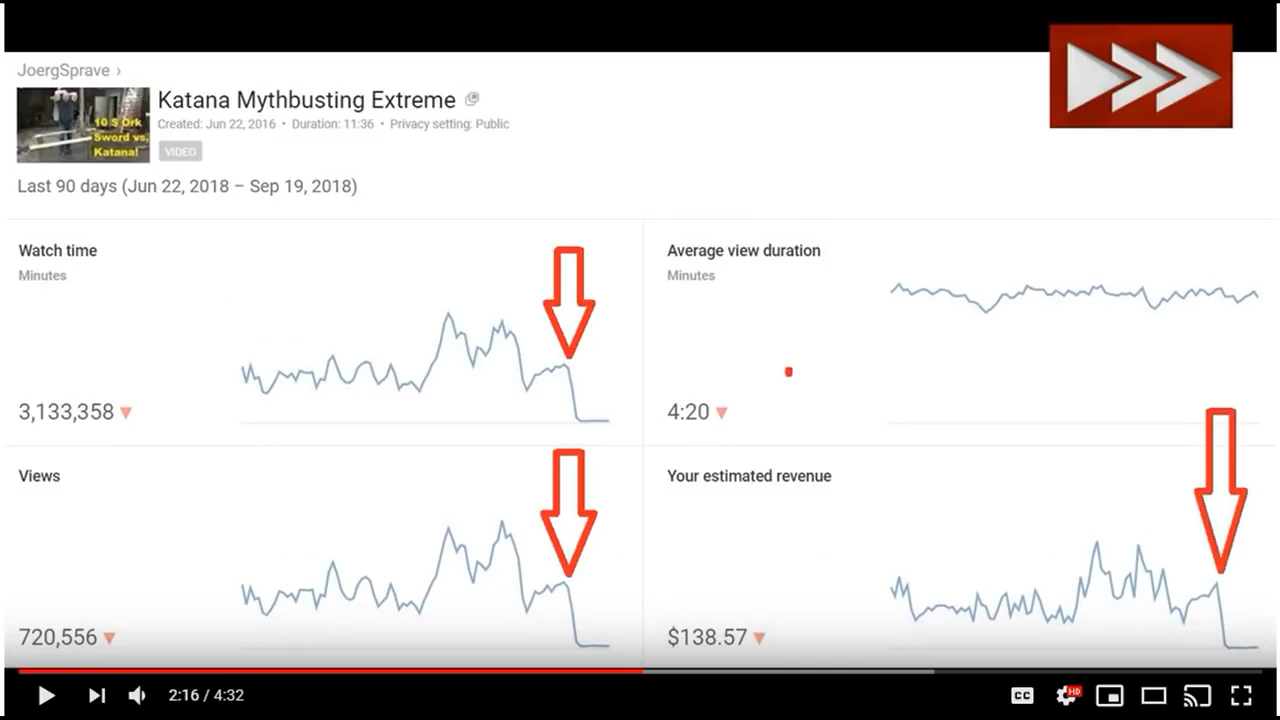 JoergSprave ›
10 $ Ork
Sword vs.
Katana!
Katana Mythbusting Extreme
Created: Jun 22, 2016 • Duration: 11:36 • Privacy setting: Public
VIDEO
Last 90 days (Jun 22, 2018 – Sep 19, 2018)
Watch time
Minutes
3,133,358
Average view duration
Minutes
4:20
Views
720,556
Your estimated revenue
$138.57
2:16 / 4:32
CC
HD